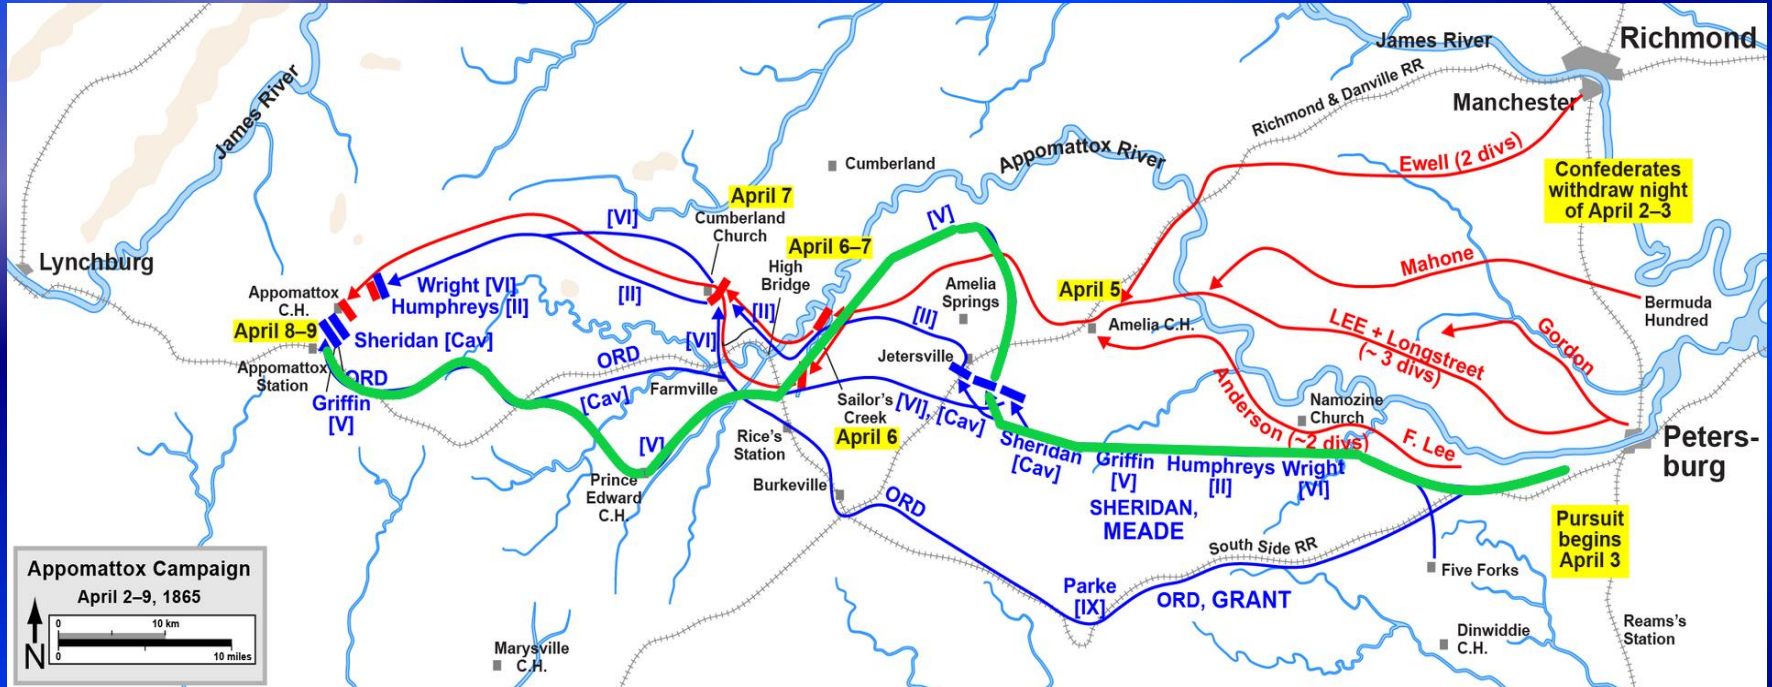 James River
Richmond
Richmond & Danville RR
Manchester
James River
Appomattox River
Ewell (2 divs)
Cumberland
Confederates
withdraw night
of April 2–3
April 7
[VI]
Cumberland
Church
[V]
April 6–7
Lynchburg
High
Bridge
Mahone
Appomattox
C.H.
Wright [VI]
Humphreys [II]
[II]
Amelia
Springs
April 5
Bermuda
Hundred
April 8–9
Sheridan [Cav]
[II]
[II]
Amelia C.H.
LEE + Longstreet
(~ 3 divs)
Gordon
[VI]
ORD
Jetersville
Appomattox
Station
ORD
Farmville
Griffin
[V]
[Cav]
Sailor's
Creek
April 6
[VI], [Cav]
Anderson (~2 divs)
Namozine
Church
F. Lee
Peters-
burg
[V]
Rice's
Station
Sheridan
[Cav]
Griffin
[V]
Humphreys
[II]
Wright
[VI]
Prince
Edward
C.H.
Burkeville
ORD
SHERIDAN,
MEADE
Pursuit
begins
April 3
South Side RR
Five Forks
Appomattox Campaign
April 2–9, 1865
Parke
[IX]
ORD, GRANT
0 10 km
0 10 miles
N
Marysville
C.H.
Dinwiddie
C.H.
Reams's
Station